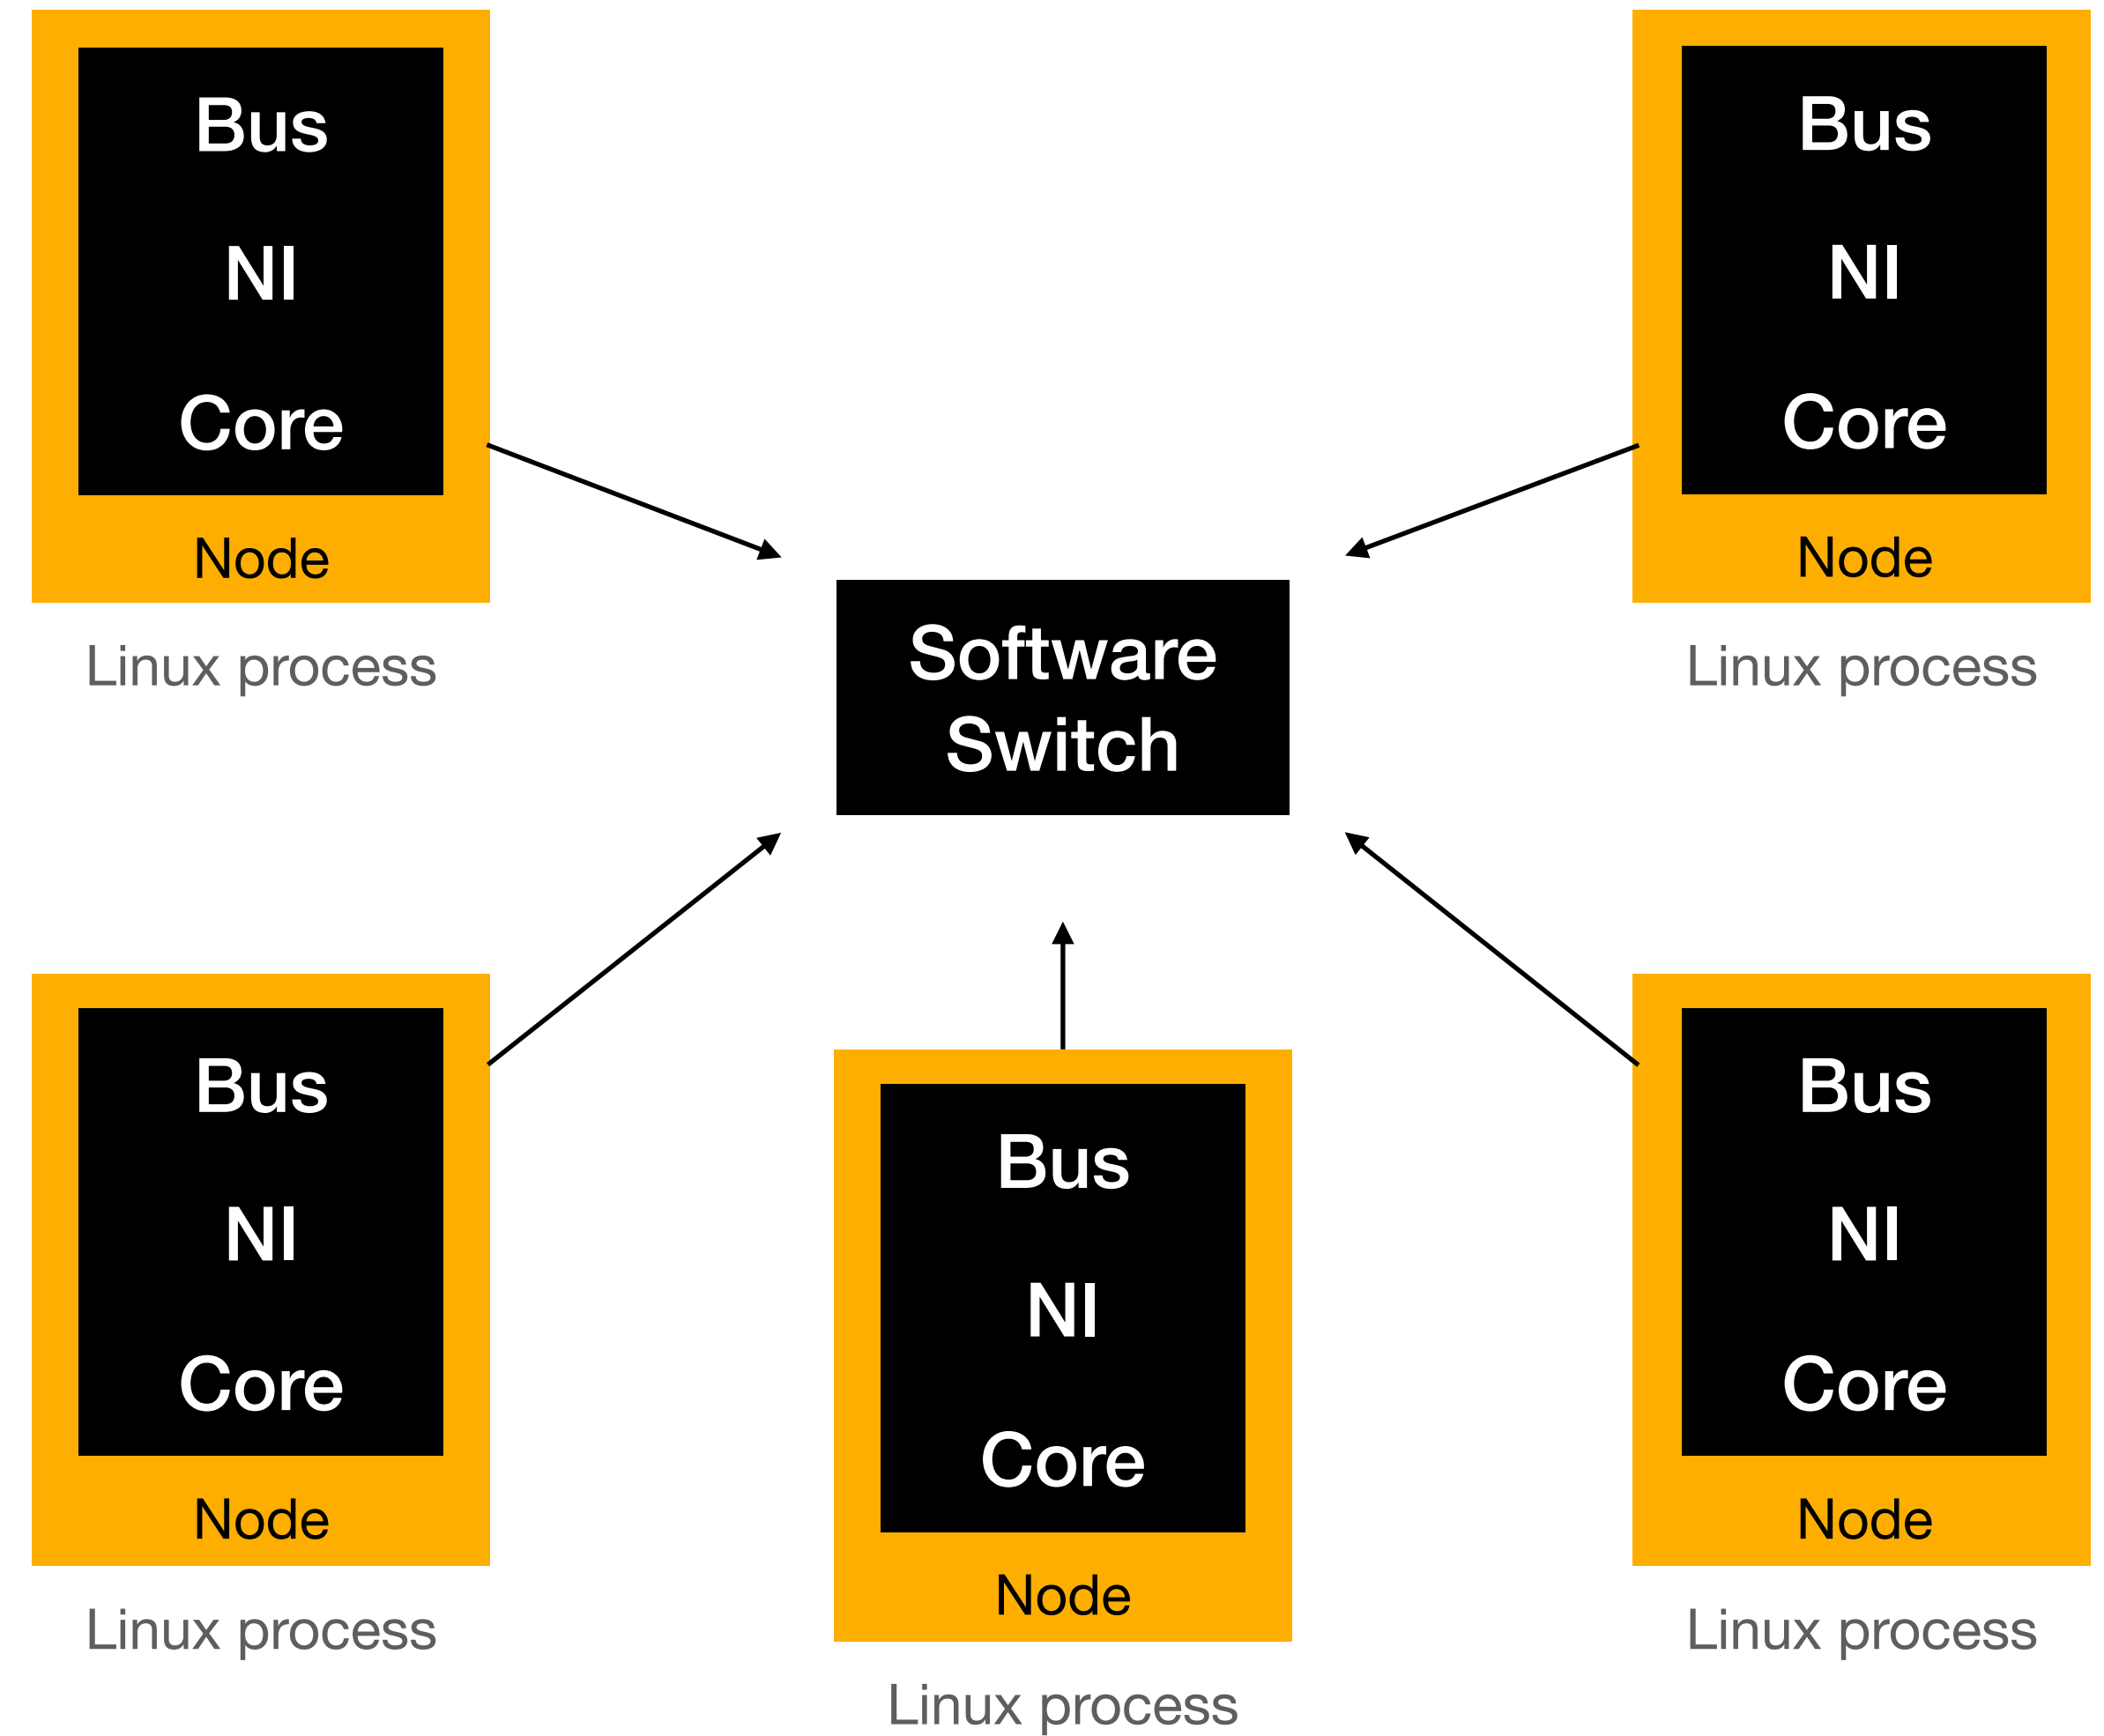 Bus
NI
Core
Node
Linux process
Bus
NI
Core
Node
Linux process
Software
Switch
Bus
NI
Core
Node
Linux process
Bus
NI
Core
Node
Linux process
Bus
NI
Core
Node
Linux process